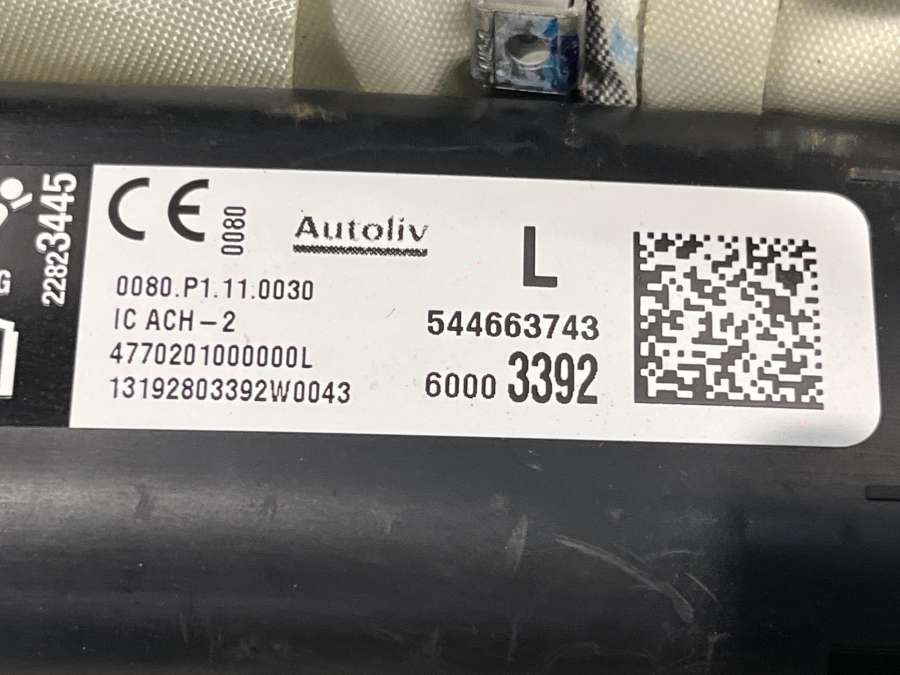 22823445
G
CE
0080
Autoliv
L
0080.P1.11.0030
IC ACH-2
544663743
4770201000000L
6000 3392
13192803392W0043